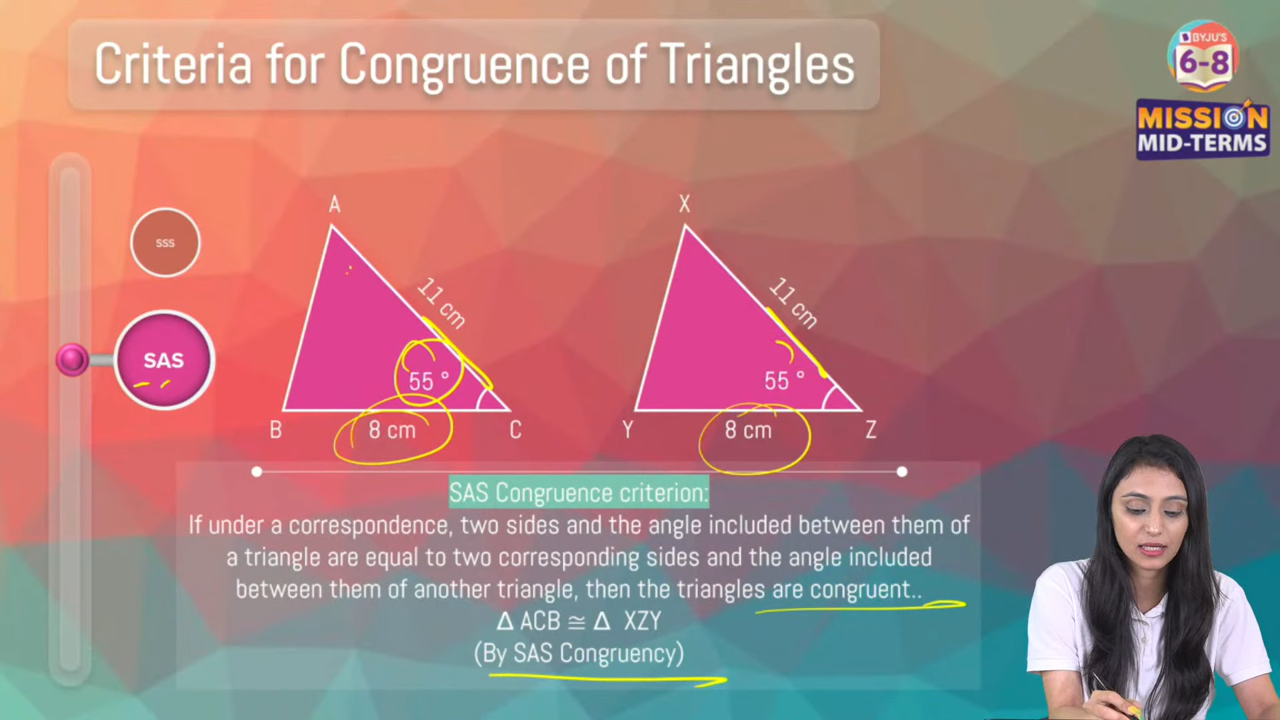 Criteria for Congruence of Triangles
BYJU'S
6-8
MISSION
MID-TERMS
SSS
SAS
A
11 cm
55 °
B
8 cm
C
X
11 cm
55 °
Y
8 cm
Z
SAS Congruence criterion:
If under a correspondence, two sides and the angle included between them of
a triangle are equal to two corresponding sides and the angle included
between them of another triangle, then the triangles are congruent..
Δ ACB ≅ Δ XZY
(By SAS Congruency)